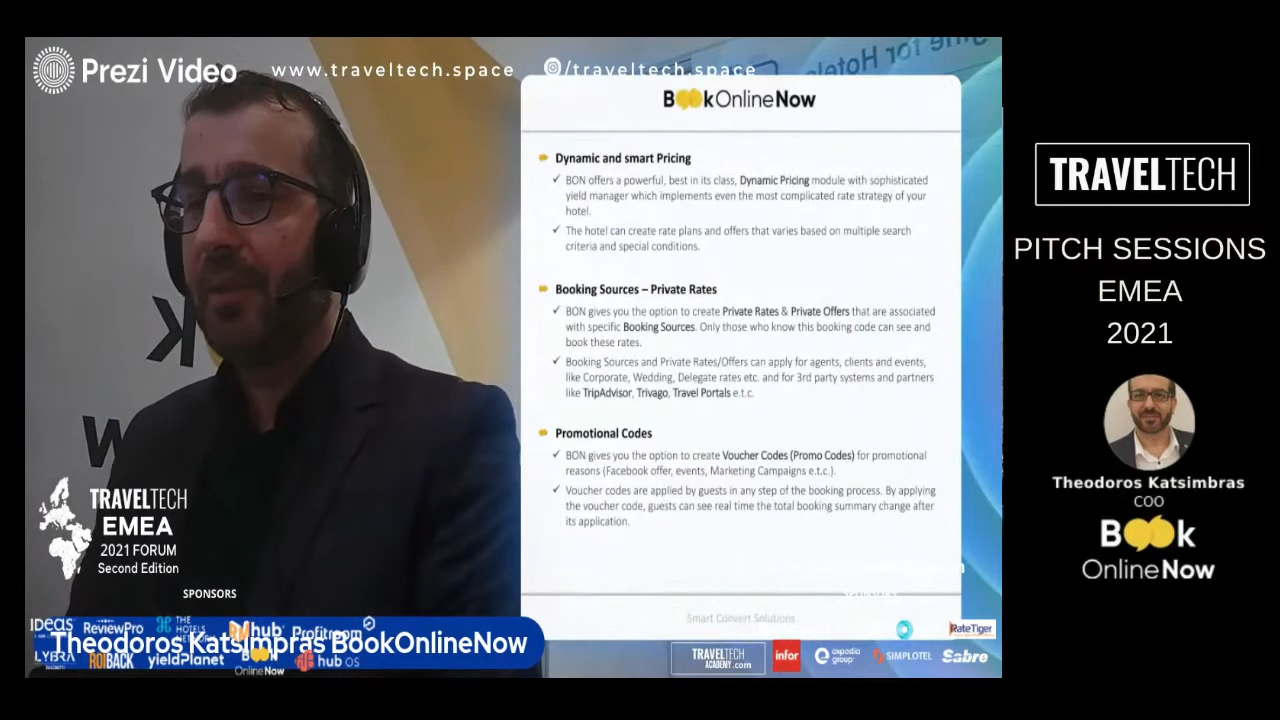 Prezi Video
www.traveltech.space
/traveltech.space
BookOnlineNow
Dynamic and smart Pricing
✓ BON offers a powerful, best in its class, Dynamic Pricing module with sophisticated
yield manager which implements even the most complicated rate strategy of your
hotel.
✓ The hotel can create rate plans and offers that varies based on multiple search
criteria and special conditions.
Booking Sources – Private Rates
✓ BON gives you the option to create Private Rates & Private Offers that are associated
with specific Booking Sources. Only those who know this booking code can see and
book these rates.
✓ Booking Sources and Private Rates/Offers can apply for agents, clients and events,
like Corporate, Wedding, Delegate rates etc. and for 3rd party systems and partners
like TripAdvisor, Trivago, Travel Portals e.t.c.
Promotional Codes
✓ BON gives you the option to create Voucher Codes (Promo Codes) for promotional
reasons (Facebook offer, events, Marketing Campaigns e.t.c.).
✓ Voucher codes are applied by guests in any step of the booking process. By applying
the voucher code, guests can see real time the total booking summary change after
its application.
Smart Convert Solutions
TRAVELTECH
EMEA
2021 FORUM
Second Edition
SPONSORS
IDEAS
ReviewPro
THE
HOTELS
hub
Profitroom
Theodoros Katsimbras BookOnlineNow
LYBRA
ROIBACK
yieldPlanet
OnlineNow
hub OS
TRAVELTECH
ACADEMY.com
infor
expedia
group
SIMPLOTEL
RateTiger
Sabre
TRAVELTECH
PITCH SESSIONS
EMEA
2021
Theodoros Katsimbras
COO
Book
OnlineNow